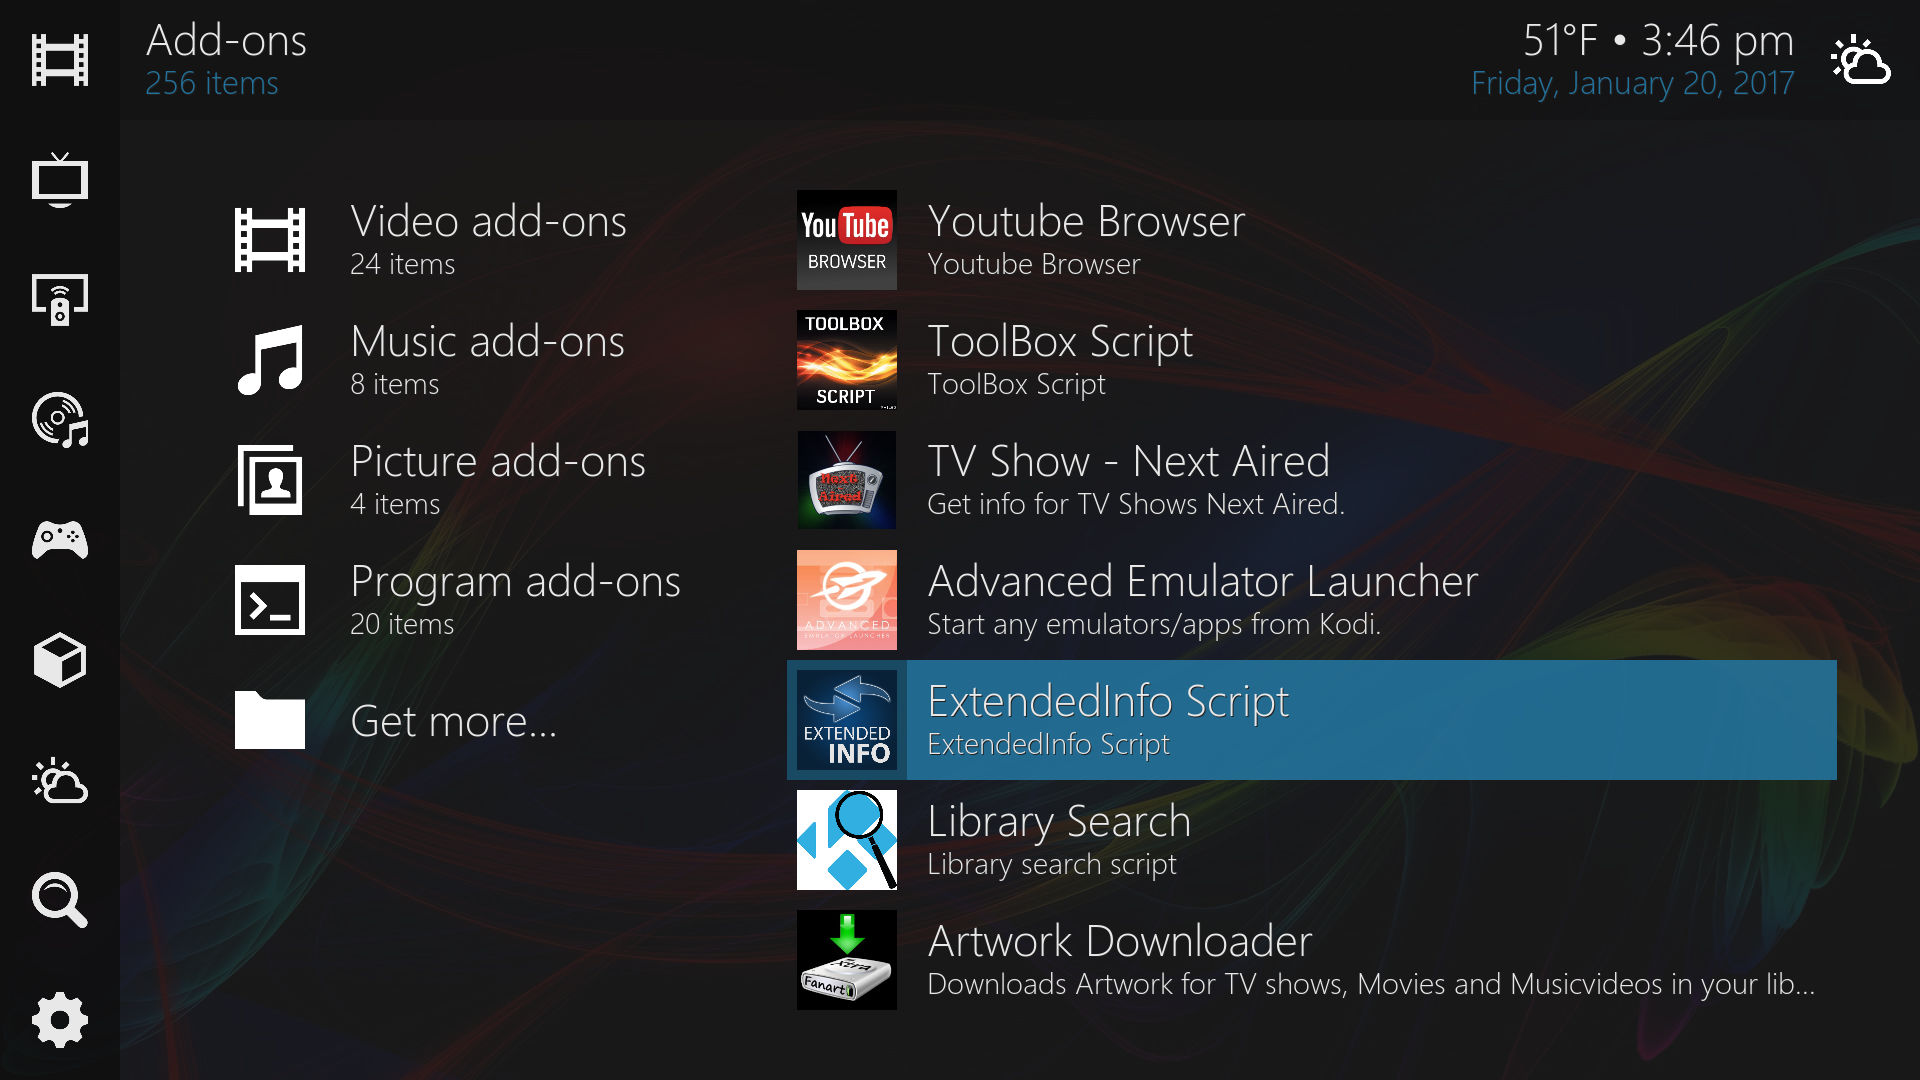 Add-ons
256 items
51°F • 3:46 pm
Friday, January 20, 2017
Video add-ons
24 items
Music add-ons
8 items
Picture add-ons
4 items
Program add-ons
20 items
Get more...
You Tube
BROWSER
Youtube Browser
Youtube Browser
TOOLBOX
SCRIPT
ToolBox Script
ToolBox Script
Next
Aired
TV Show - Next Aired
Get info for TV Shows Next Aired.
ADVANCED
EMULATOR LAUNCHER
Advanced Emulator Launcher
Start any emulators/apps from Kodi.
EXTENDED
INFO
ExtendedInfo Script
ExtendedInfo Script
Library Search
Library search script
Xtra
Fanart
Artwork Downloader
Downloads Artwork for TV shows, Movies and Musicvideos in your lib...